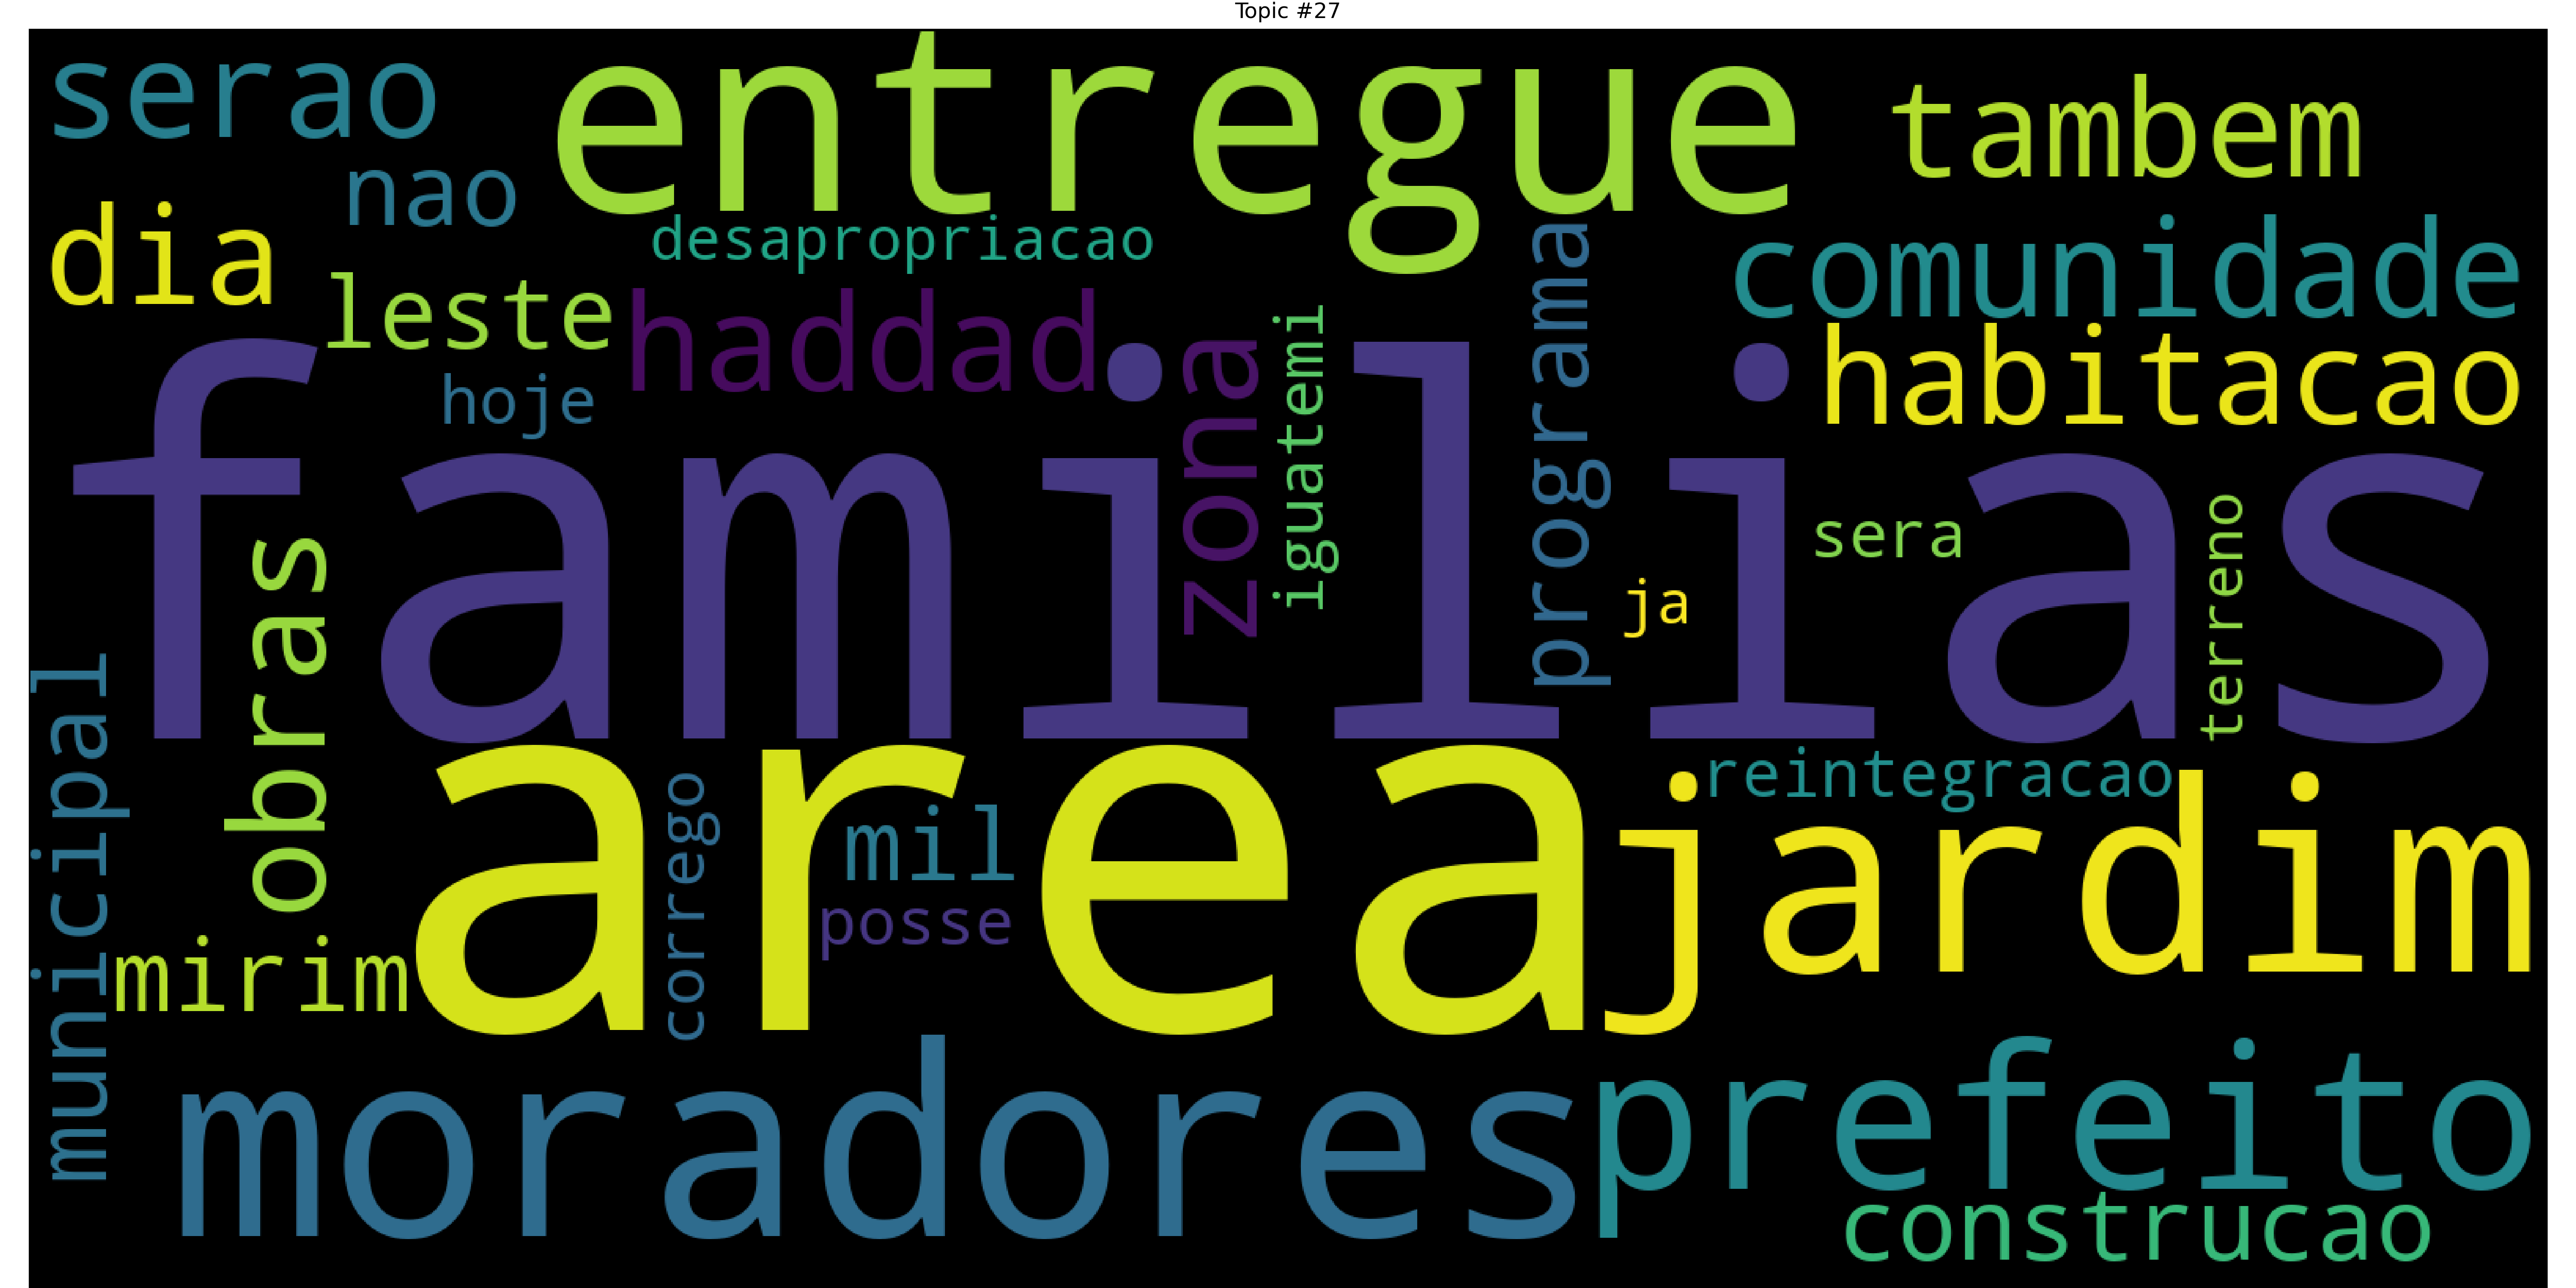 Topic #27
serao
entregue
tambem
nao
dia
desapropriacao
comunidade
leste
haddad
programa
habitacao
hoje
zona
iguatemi
familias
sera
ja
terreno
obras
municipal
area
jardim
reintegracao
corrego
mil
posse
mirim
moradores
prefeito
construcao